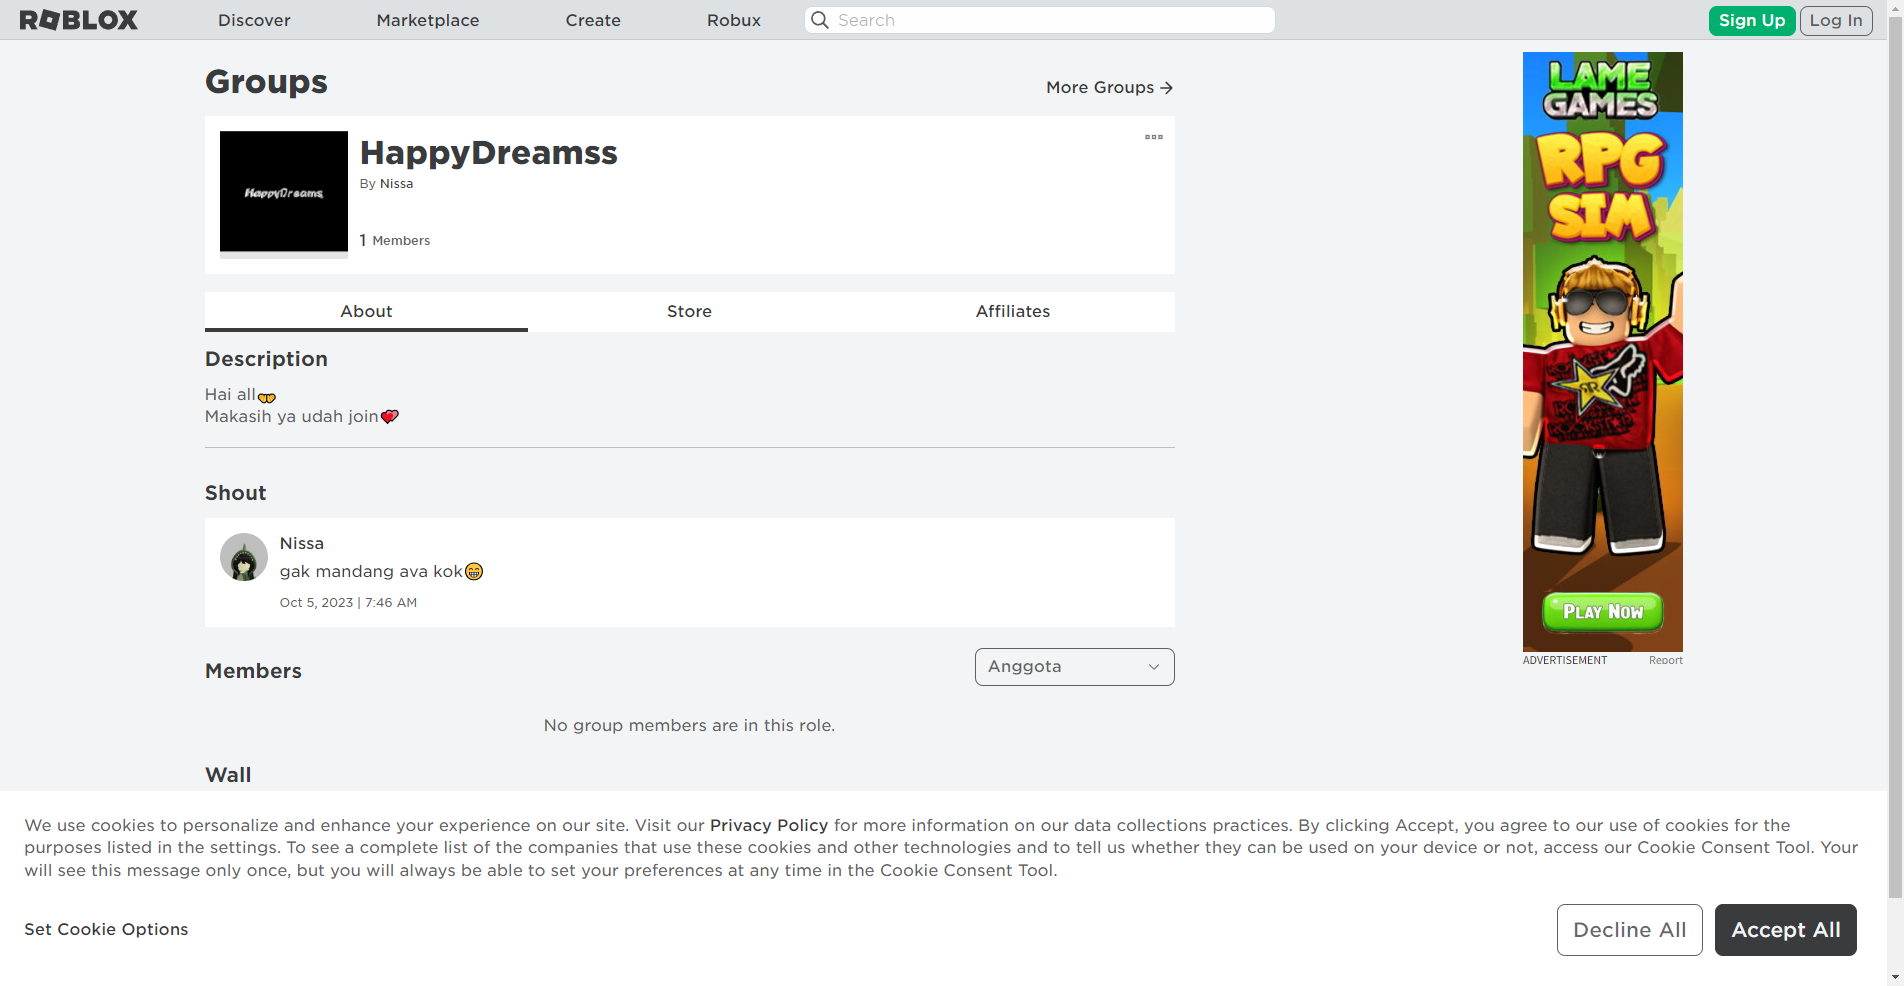 ROBLOX
Discover
Marketplace
Create
Robux
Search
Sign Up
Log In
Groups
More Groups
HappyDreams
HappyDreamss
By Nissa
1 Members
About
Store
Affiliates
Description
Hai all
Makasih ya udah join
Shout
Nissa
gak mandang ava kok
Oct 5, 2023 | 7:46 AM
Members
Anggota
No group members are in this role.
Wall
LAME
GAMES
RPG
SIM
ROCKSTAR
PLAY NOW
ADVERTISEMENT
Report
We use cookies to personalize and enhance your experience on our site. Visit our Privacy Policy for more information on our data collections practices. By clicking Accept, you agree to our use of cookies for the
purposes listed in the settings. To see a complete list of the companies that use these cookies and other technologies and to tell us whether they can be used on your device or not, access our Cookie Consent Tool. Your
will see this message only once, but you will always be able to set your preferences at any time in the Cookie Consent Tool.
Set Cookie Options
Decline All
Accept All